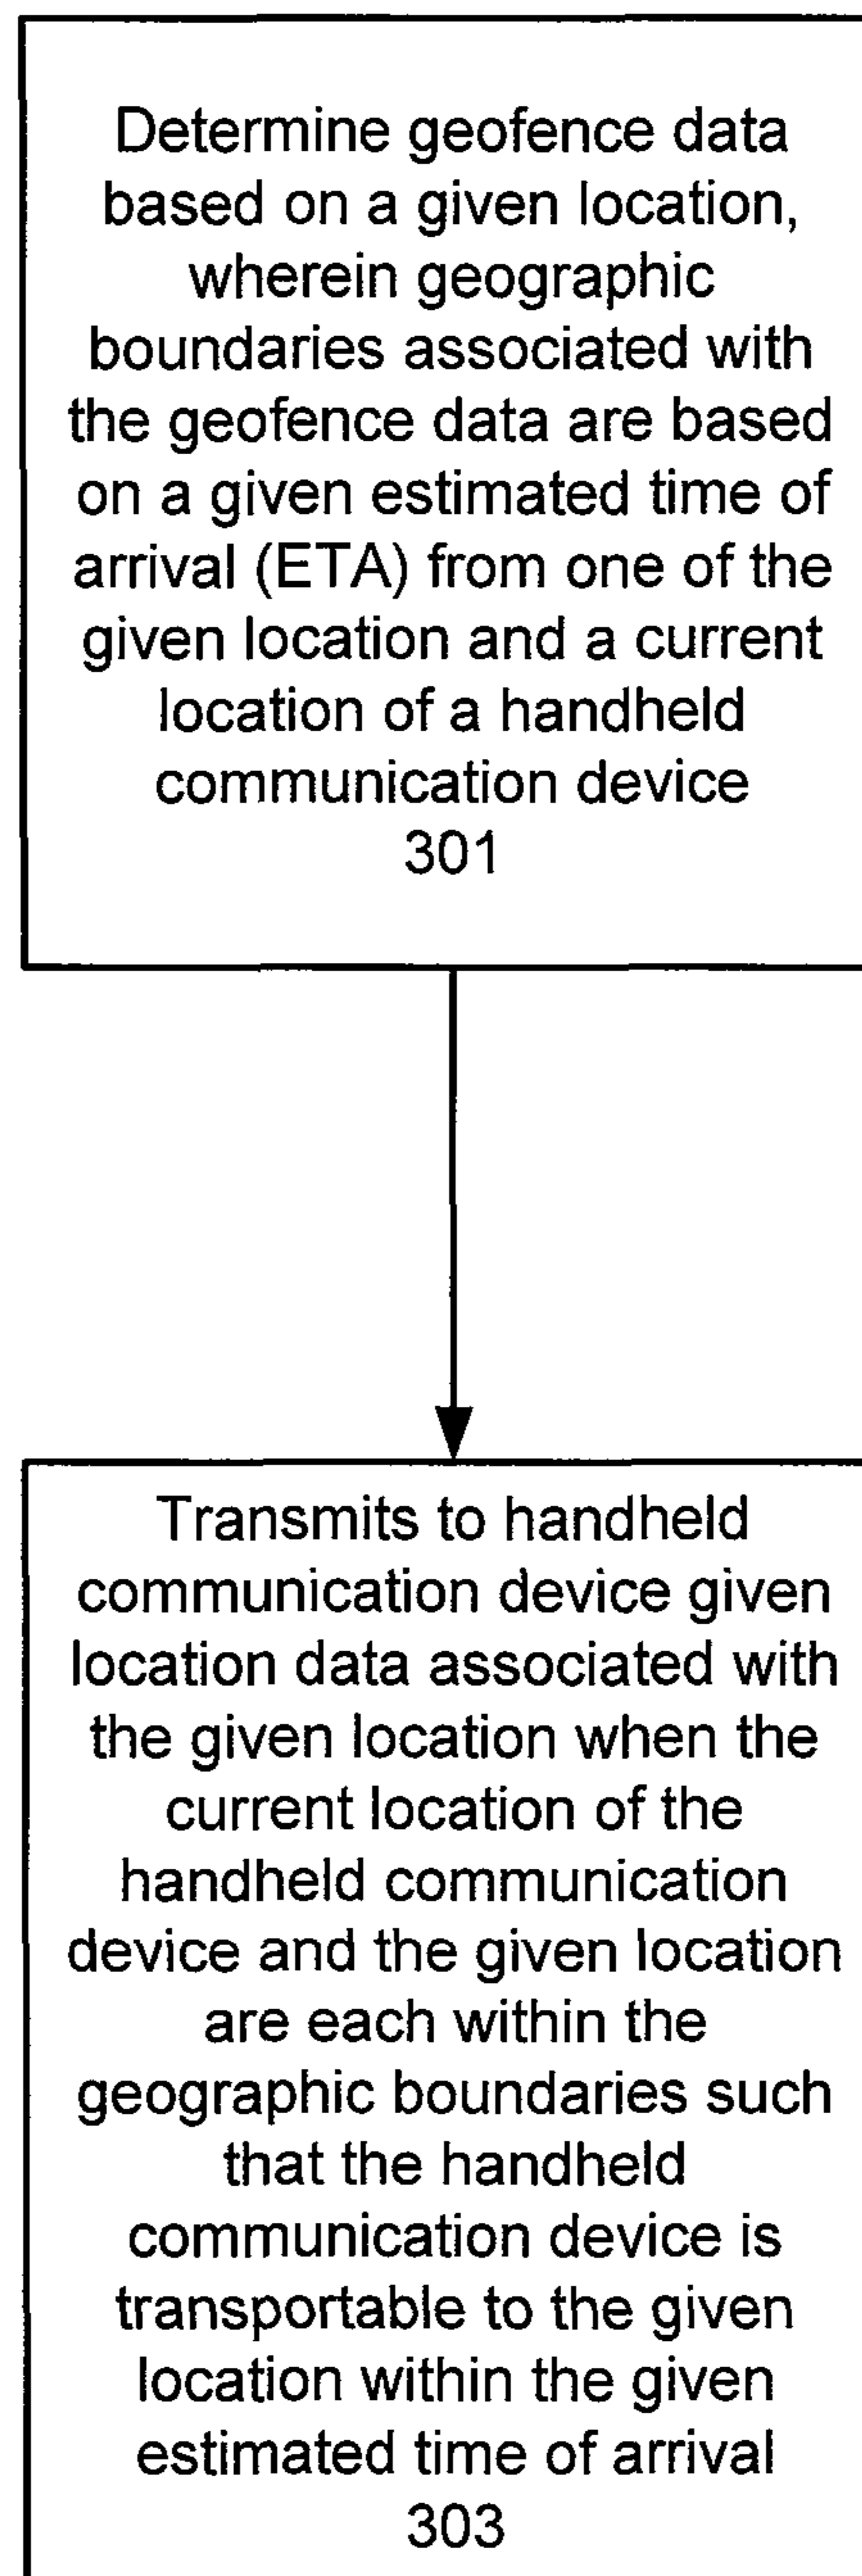 Determine geofence data
based on a given location,
wherein geographic
boundaries associated with
the geofence data are based
on a given estimated time of
arrival (ETA) from one of the
given location and a current
location of a handheld
communication device
301
Transmits to handheld
communication device given
location data associated with
the given location when the
current location of the
handheld communication
device and the given location
are each within the
geographic boundaries such
that the handheld
communication device is
transportable to the given
location within the given
estimated time of arrival
303